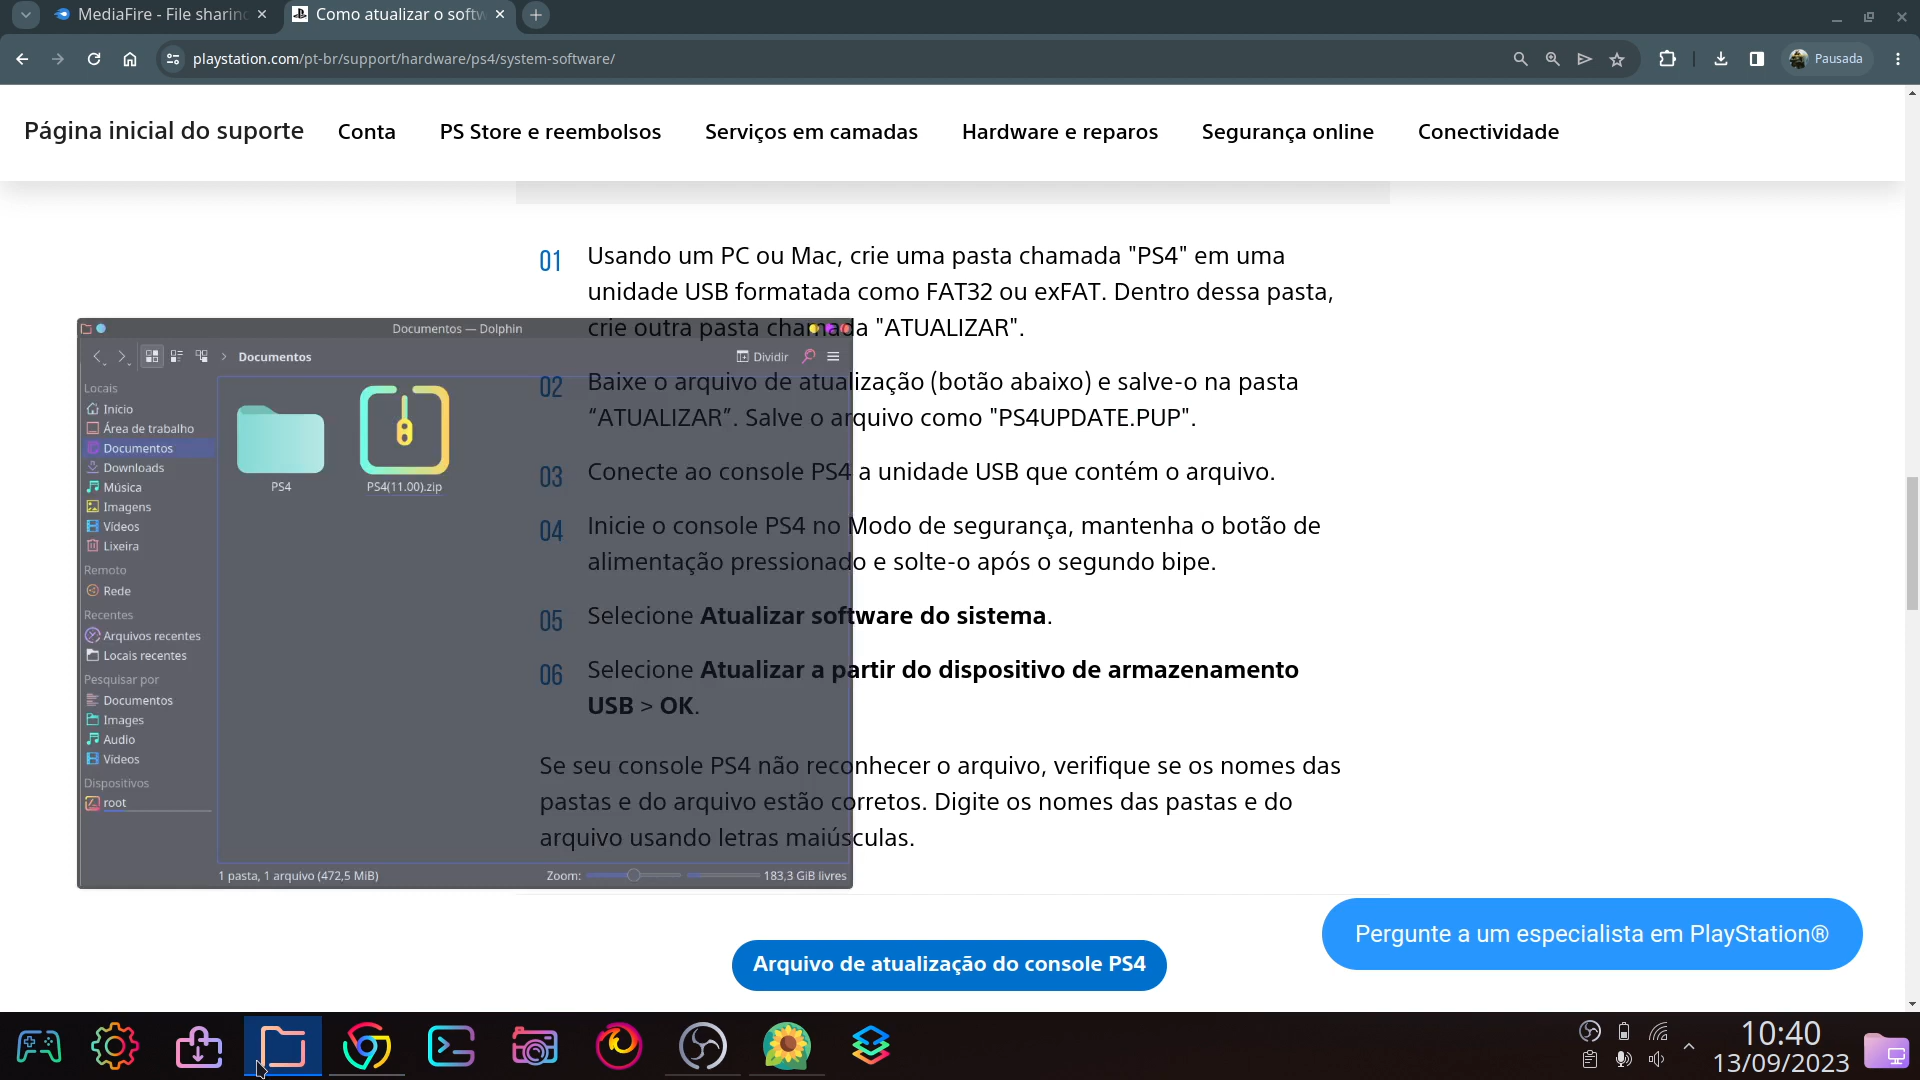 MediaFire - File sharin
Como atualizar o softw
playstation.com/pt-br/support/hardware/ps4/system-software/
Pausada
Página inicial do suporte
Conta
PS Store e reembolsos
Serviços em camadas
Hardware e reparos
Segurança online
Conectividade
01 Usando um PC ou Mac, crie uma pasta chamada "PS4" em uma
unidade USB formatada como FAT32 ou exFAT. Dentro dessa pasta,
crie outra pasta chamada "ATUALIZAR".
02 Baixe o arquivo de atualização (botão abaixo) e salve-o na pasta
“ATUALIZAR”. Salve o arquivo como "PS4UPDATE.PUP".
03 Conecte ao console PS4 a unidade USB que contém o arquivo.
04 Inicie o console PS4 no Modo de segurança, mantenha o botão de
alimentação pressionado e solte-o após o segundo bipe.
05 Selecione Atualizar software do sistema.
06 Selecione Atualizar a partir do dispositivo de armazenamento
USB > OK.
Se seu console PS4 não reconhecer o arquivo, verifique se os nomes das
pastas e do arquivo estão corretos. Digite os nomes das pastas e do
arquivo usando letras maiúsculas.
Documentos — Dolphin
Documentos
Dividir
Locais
Início
Área de trabalho
Documentos
Downloads
Música
Imagens
Vídeos
Lixeira
Remoto
Rede
Recentes
Arquivos recentes
Locais recentes
Pesquisar por
Documentos
Images
Audio
Vídeos
Dispositivos
root
PS4
PS4(11.00).zip
1 pasta, 1 arquivo (472,5 MiB)
Zoom:
183,3 GiB livres
Pergunte a um especialista em PlayStation®
Arquivo de atualização do console PS4
10:40
13/09/2023